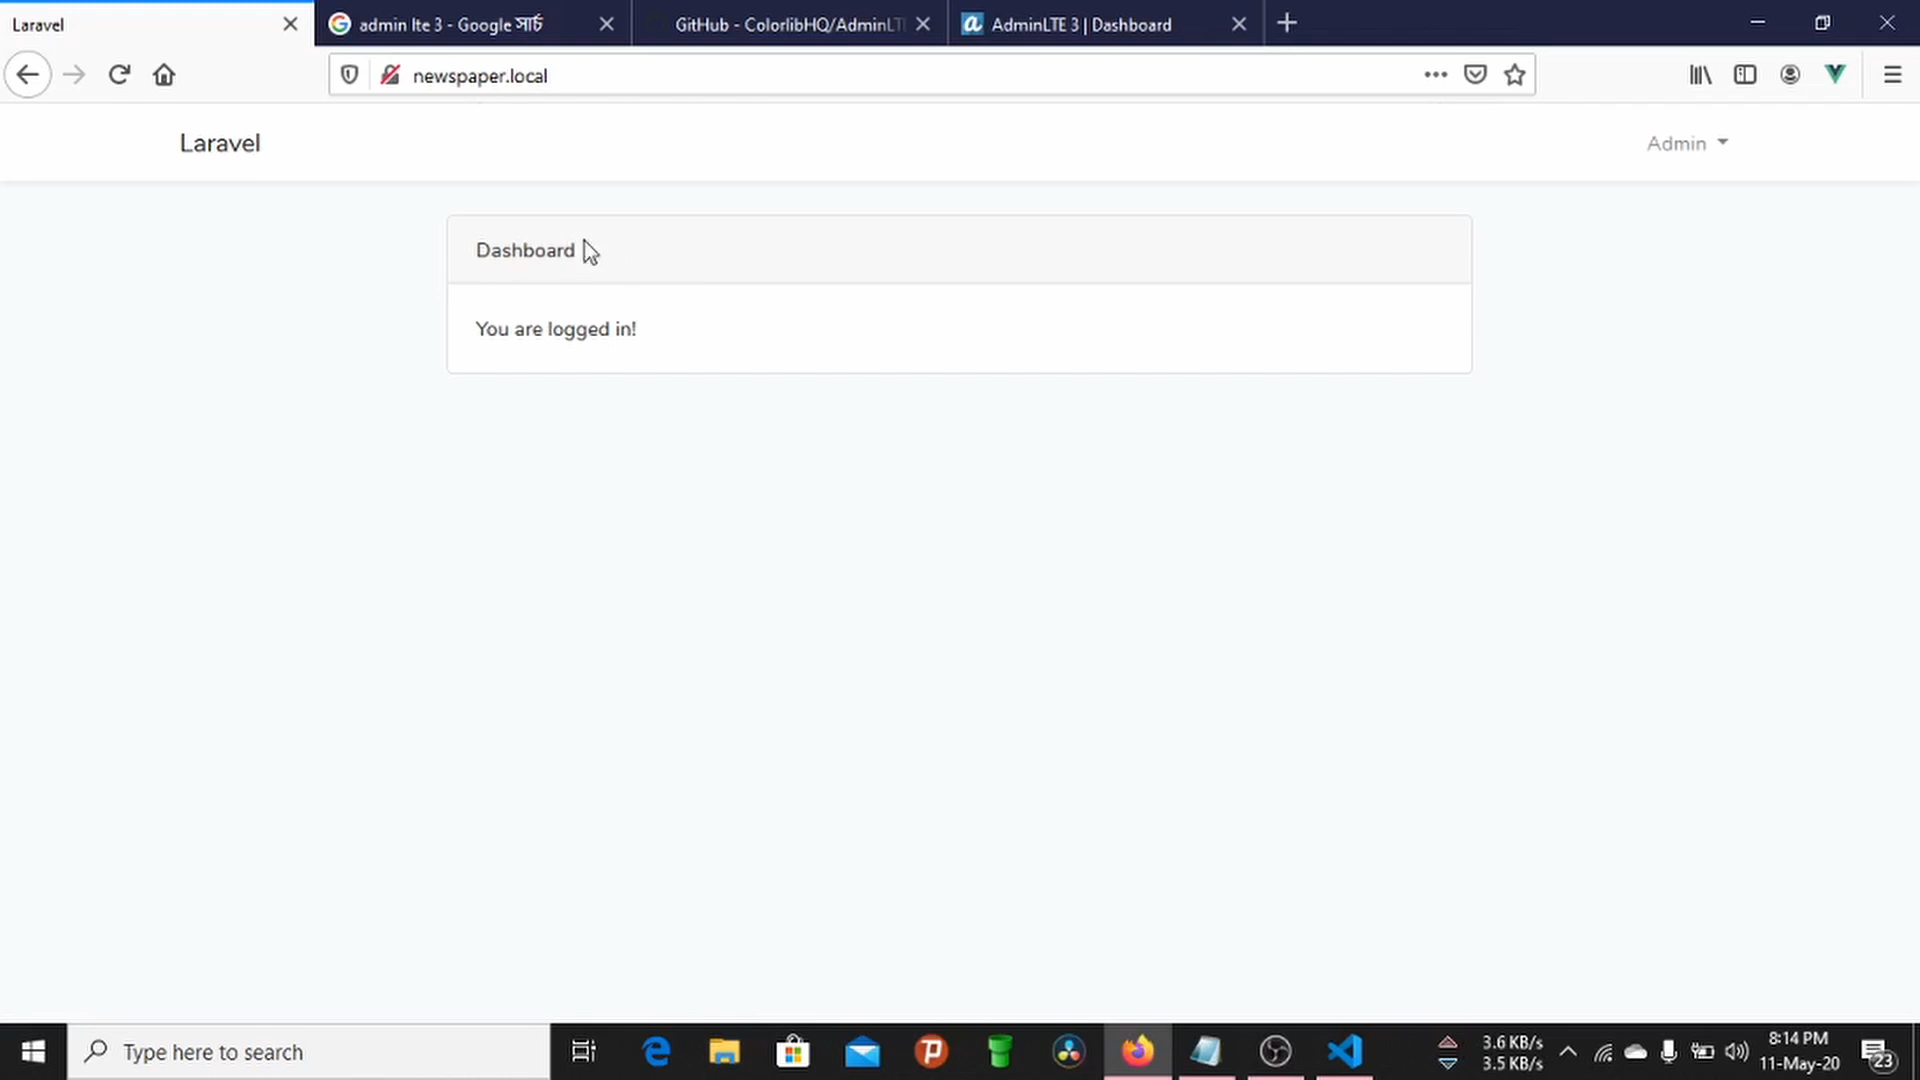 Laravel
admin lte 3 - Google সার্চ
GitHub - ColorlibHQ/AdminLT
AdminLTE 3 | Dashboard
newspaper.local
Laravel
Admin
Dashboard
You are logged in!
Type here to search
3.6 KB/s
3.5 KB/s
8:14 PM
11-May-20
23